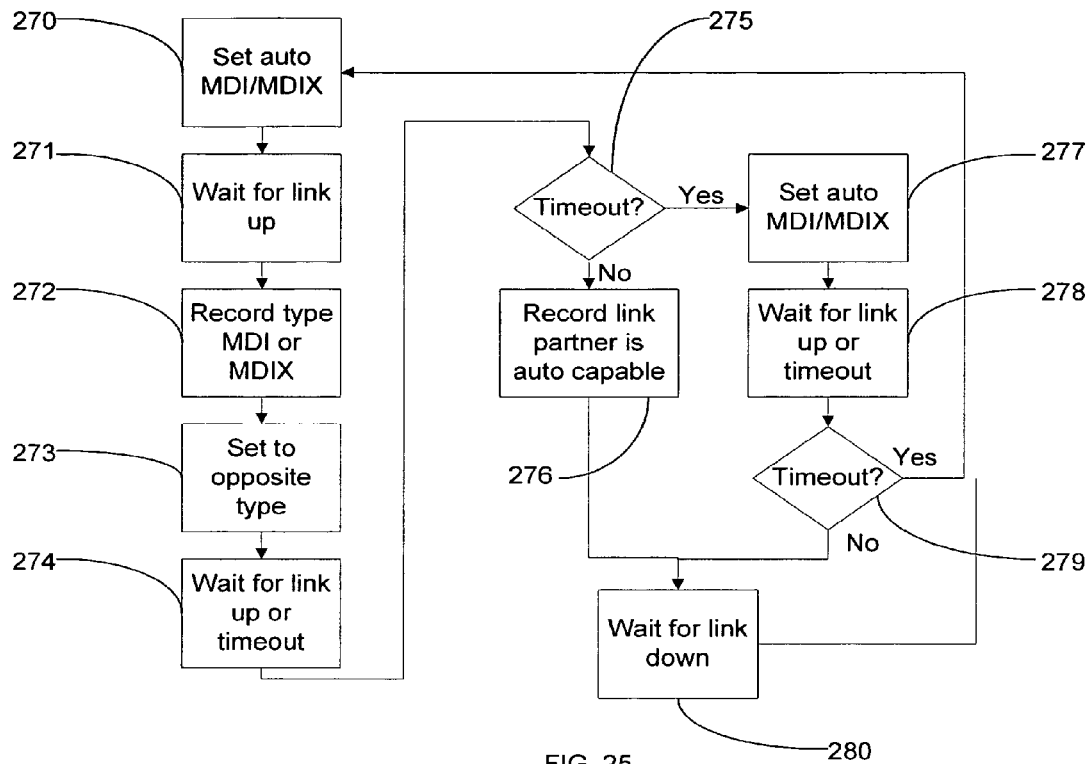 270
Set auto
MDI/MDIX
271
Wait for link
up
272
Record type
MDI or
MDIX
273
Set to
opposite
type
274
Wait for link
up or
timeout
275
Timeout?
Yes
No
Record link
partner is
auto capable
276
277
Set auto
MDI/MDIX
278
Wait for link
up or
timeout
Timeout?
Yes
No
279
Wait for link
down
280
FIG. 25